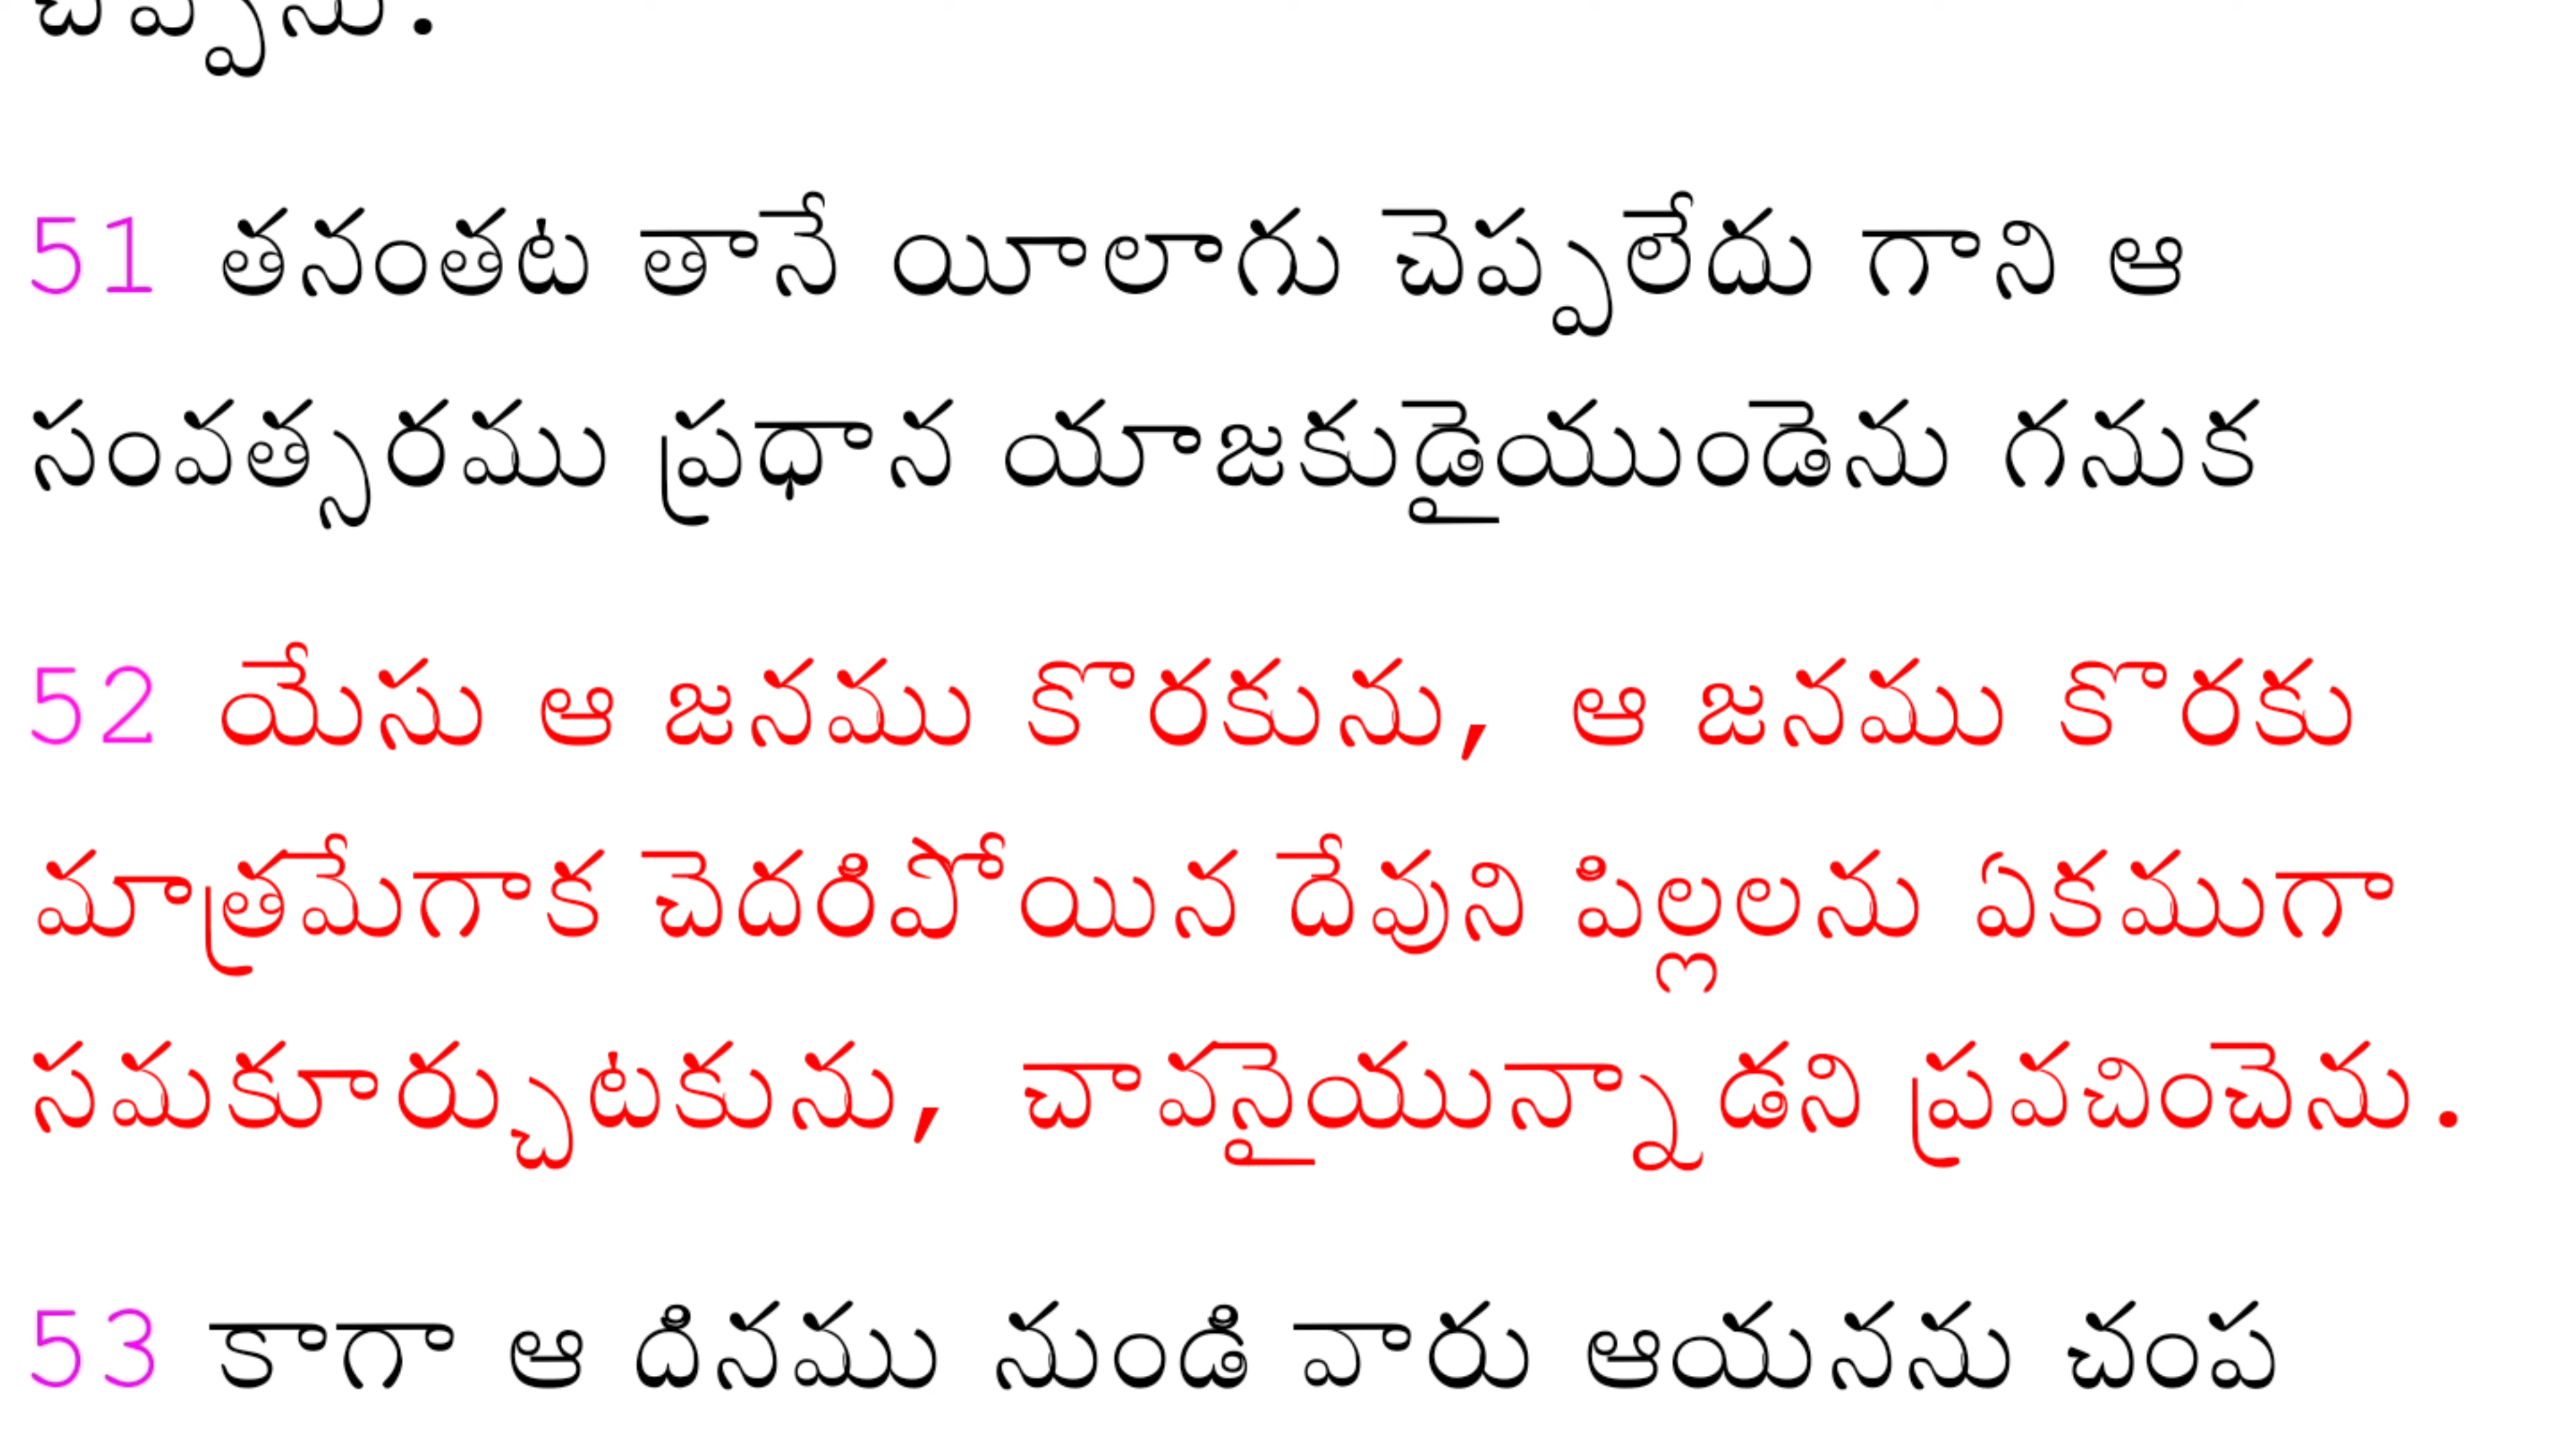 చెప్పెను.
51 తనంతట తానే యీలాగు చెప్పలేదు గాని ఆ
సంవత్సరము ప్రధాన యాజకుడైయుండెను గనుక
52 యేసు ఆ జనము కొరకును, ఆ జనము కొరకు
మాత్రమేగాక చెదరిపోయిన దేవుని పిల్లలను ఏకముగా
సమకూర్చుటకును, చావనైయున్నాడని ప్రవచించెను.
53 కాగా ఆ దినము నుండి వారు ఆయనను చంప